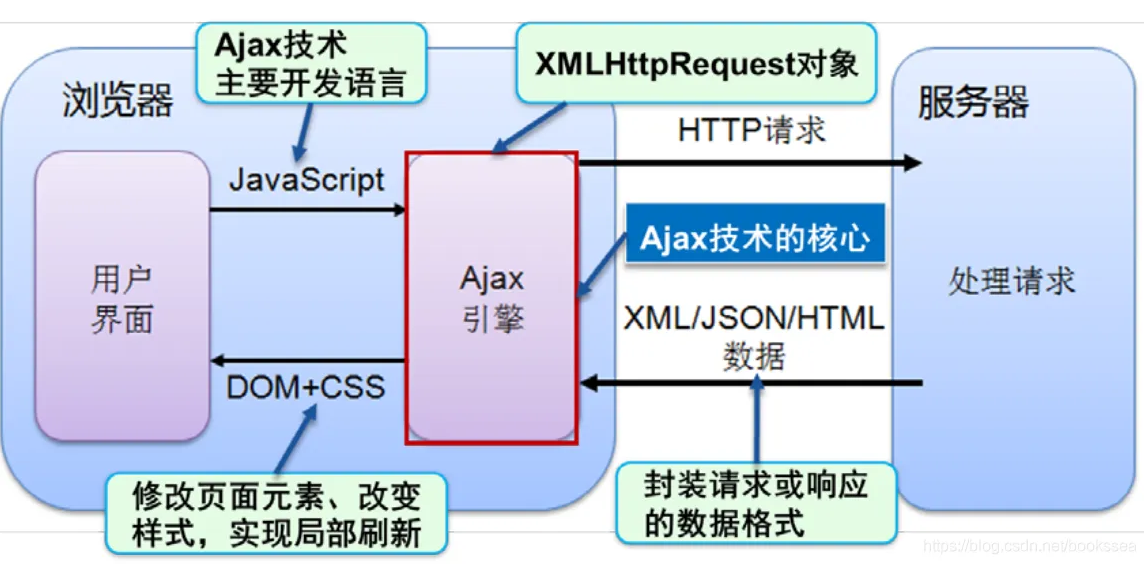 Ajax技术
主要开发语言
XMLHttpRequest对象
浏览器
服务器
HTTP请求
JavaScript
Ajax技术的核心
用户
界面
Ajax
引擎
处理请求
XML/JSON/HTML
数据
DOM+CSS
修改页面元素、改变
样式，实现局部刷新
封装请求或响应
的数据格式
https://blog.csdn.net/bookssea